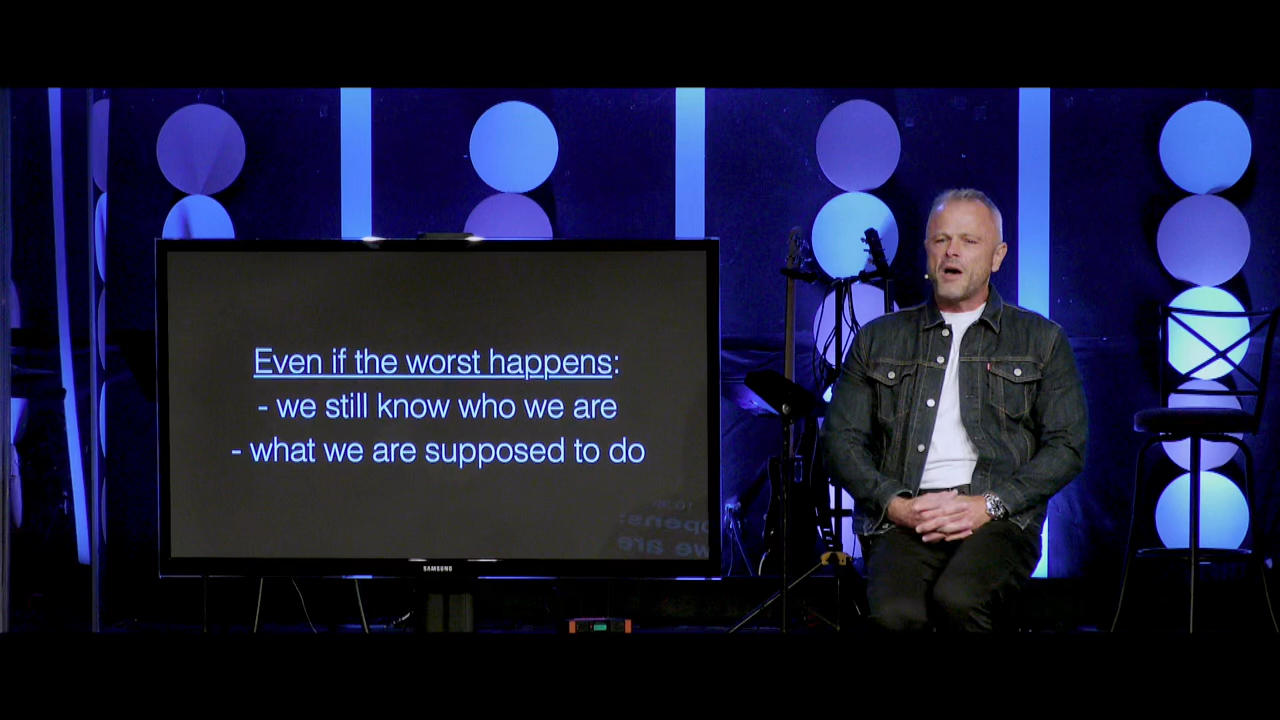 Even if the worst happens:
- we still know who we are
- what we are supposed to do
SAMSUNG